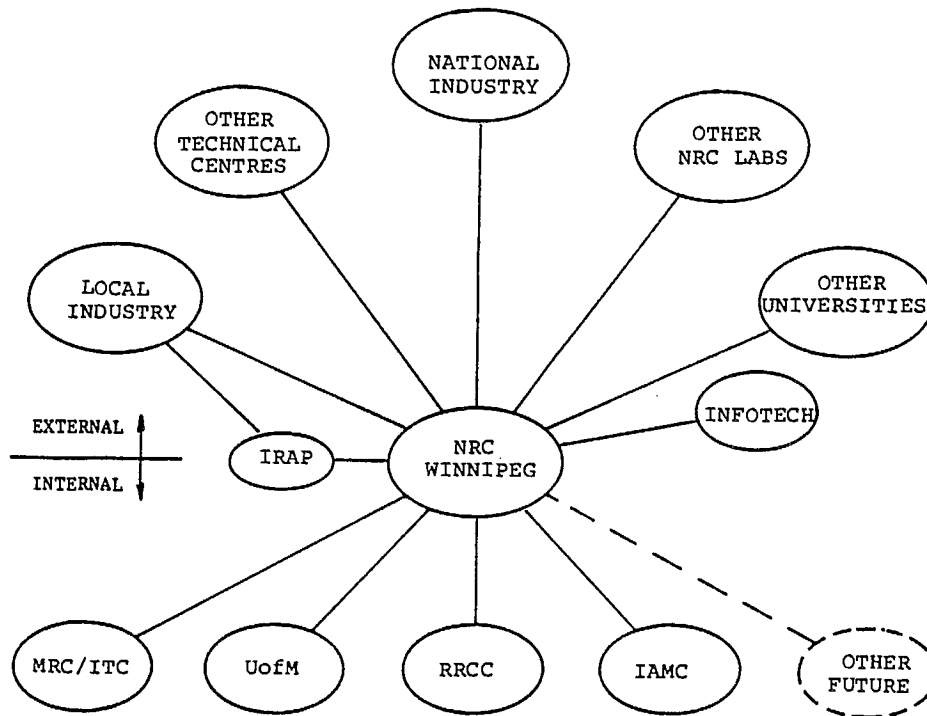 NATIONAL
INDUSTRY
OTHER
TECHNICAL
CENTRES
OTHER
NRC LABS
LOCAL
INDUSTRY
OTHER
UNIVERSITIES
INFOTECH
EXTERNAL
INTERNAL
IRAP
NRC
WINNIPEG
MRC/ITC
UofM
RRCC
IAMC
OTHER
FUTURE